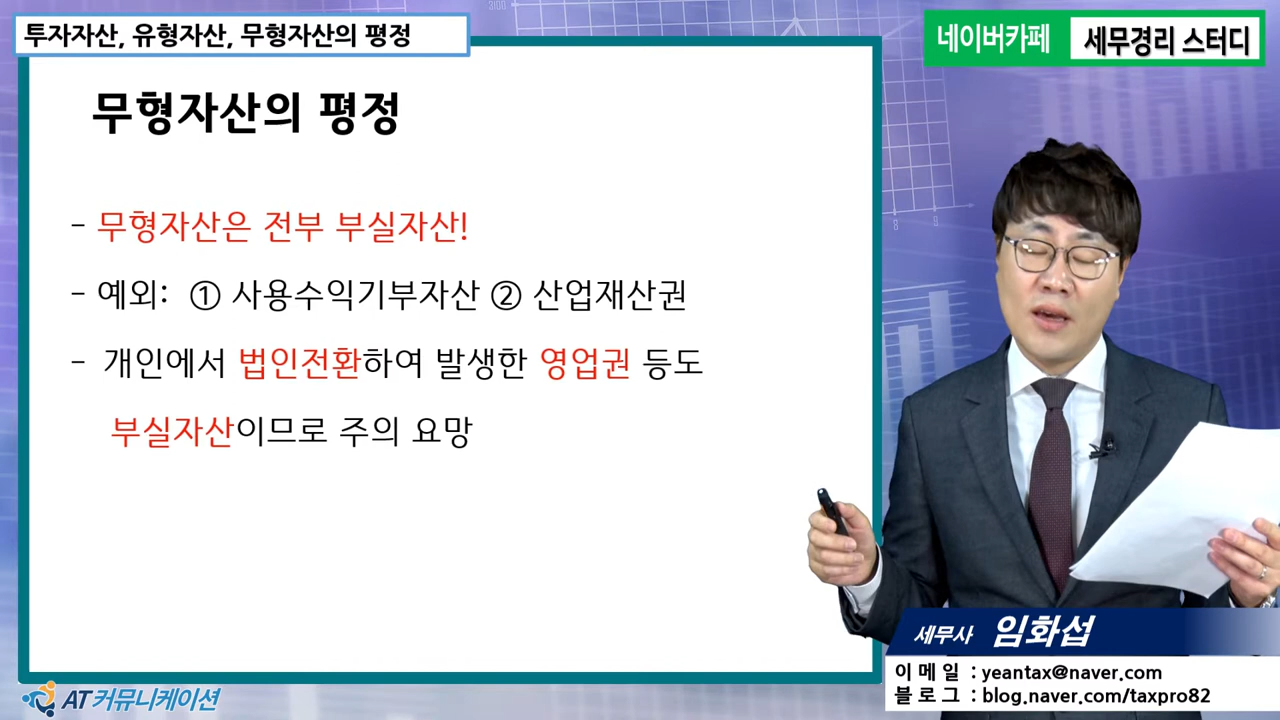 투자자산, 유형자산, 무형자산의 평정
네이버카페 세무경리 스터디
무형자산의 평정
- 무형자산은 전부 부실자산!
- 예외: ① 사용수익기부자산 ② 산업재산권
- 개인에서 법인전환하여 발생한 영업권 등도
부실자산이므로 주의 요망
세무사 임화섭
이 메 일 : yeantax@naver.com
블 로 그 : blog.naver.com/taxpro82
AT커뮤니케이션
3100
8 9